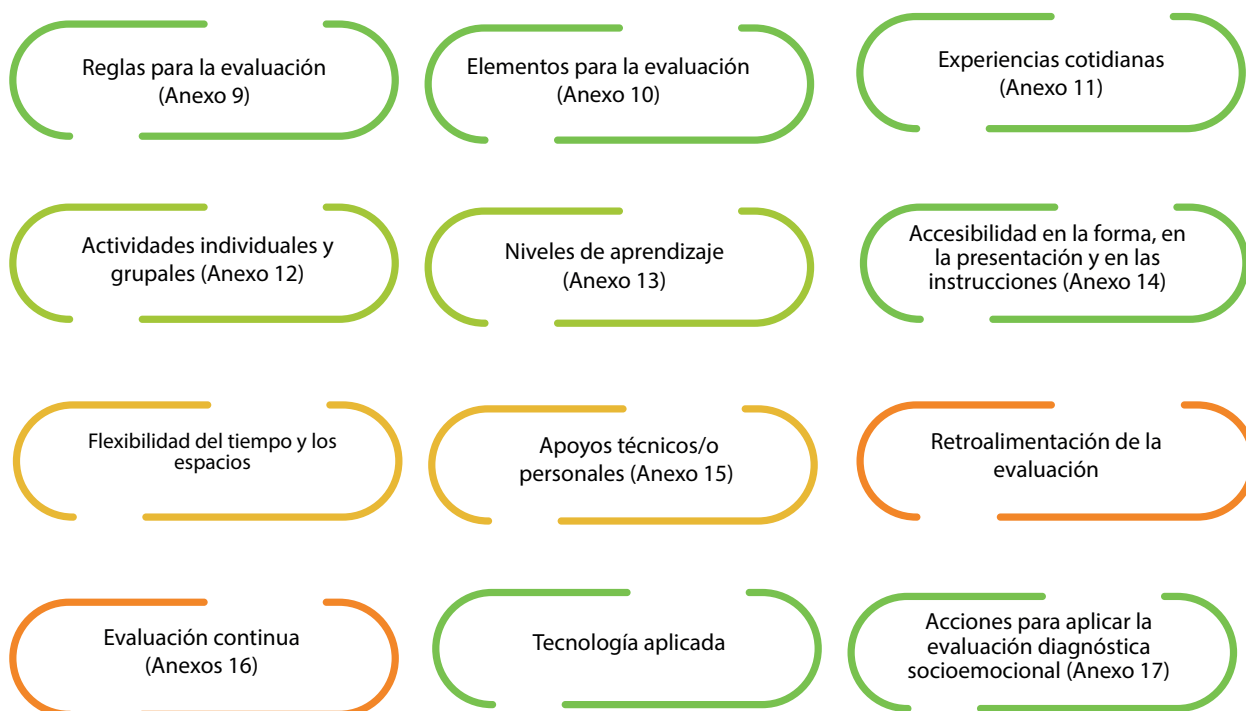 Reglas para la evaluación
(Anexo 9)
Elementos para la evaluación
(Anexo 10)
Experiencias cotidianas
(Anexo 11)
Actividades individuales y
grupales (Anexo 12)
Niveles de aprendizaje
(Anexo 13)
Accesibilidad en la forma, en
la presentación y en las
instrucciones (Anexo 14)
Flexibilidad del tiempo y los
espacios
Apoyos técnicos/o
personales (Anexo 15)
Retroalimentación de la
evaluación
Evaluación continua
(Anexos 16)
Tecnología aplicada
Acciones para aplicar la
evaluación diagnóstica
socioemocional (Anexo 17)